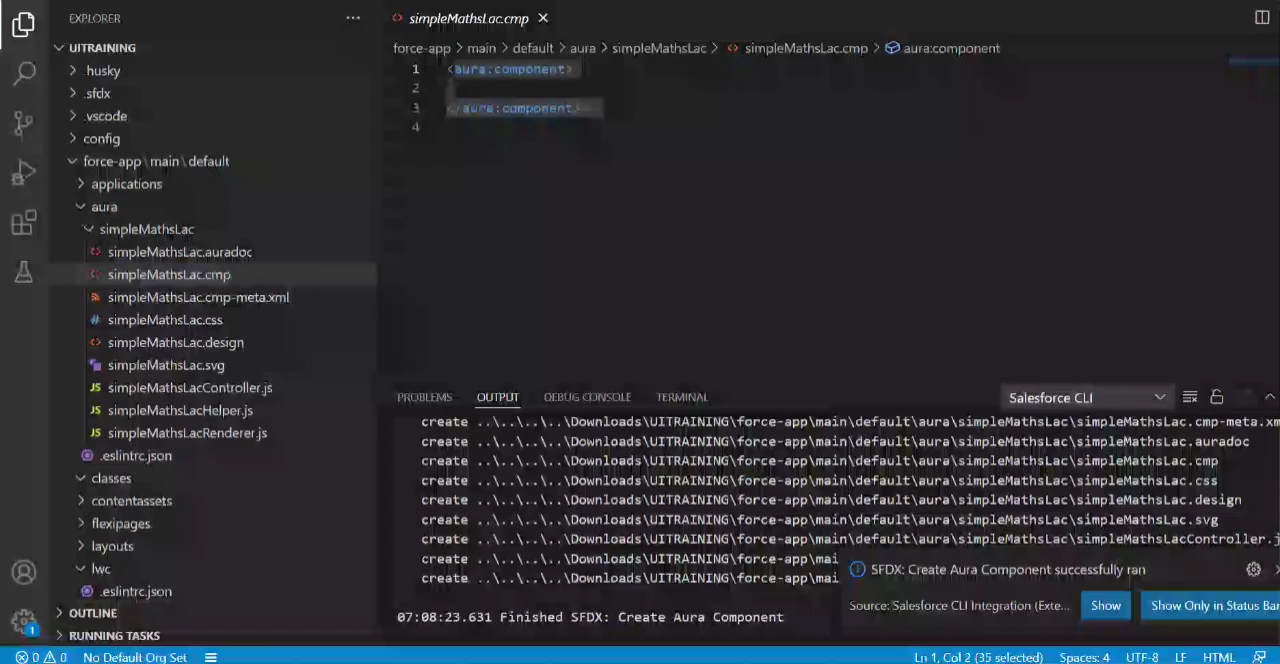 EXPLORER
UITRAINING
.husky
.sfdx
.vscode
config
force-app\main\default
applications
aura
simpleMathsLac
simpleMathsLac.auradoc
simpleMathsLac.cmp
simpleMathsLac.cmp-meta.xml
simpleMathsLac.css
simpleMathsLac.design
simpleMathsLac.svg
JS simpleMathsLacController.js
JS simpleMathsLacHelper.js
JS simpleMathsLacRenderer.js
.eslintrc.json
classes
contentassets
flexipages
layouts
lwc
.eslintrc.json
OUTLINE
RUNNING TASKS
simpleMathsLac.cmp
force-app > main > default > aura > simpleMathsLac > simpleMathsLac.cmp > aura:component
1 <aura:component>
2
3 </aura:component>
4
PROBLEMS OUTPUT DEBUG CONSOLE TERMINAL Salesforce CLI
create ..\..\..\..\Downloads\UITRAINING\force-app\main\default\aura\simpleMathsLac\simpleMathsLac.cmp-meta.xm
create ..\..\..\..\Downloads\UITRAINING\force-app\main\default\aura\simpleMathsLac\simpleMathsLac.auradoc
create ..\..\..\..\Downloads\UITRAINING\force-app\main\default\aura\simpleMathsLac\simpleMathsLac.cmp
create ..\..\..\..\Downloads\UITRAINING\force-app\main\default\aura\simpleMathsLac\simpleMathsLac.css
create ..\..\..\..\Downloads\UITRAINING\force-app\main\default\aura\simpleMathsLac\simpleMathsLac.design
create ..\..\..\..\Downloads\UITRAINING\force-app\main\default\aura\simpleMathsLac\simpleMathsLac.svg
create ..\..\..\..\Downloads\UITRAINING\force-app\main\default\aura\simpleMathsLac\simpleMathsLacController.j
create ..\..\..\..\Downloads\UITRAINING\force-app\mai
create ..\..\..\..\Downloads\UITRAINING\force-app\mai
07:08:23.631 Finished SFDX: Create Aura Component
SFDX: Create Aura Component successfully ran
Source: Salesforce CLI Integration (Exte...
Show
Show Only in Status Bar
1
0 0 No Default Org Set
Ln 1, Col 2 (35 selected) Spaces: 4 UTF-8 LF HTML